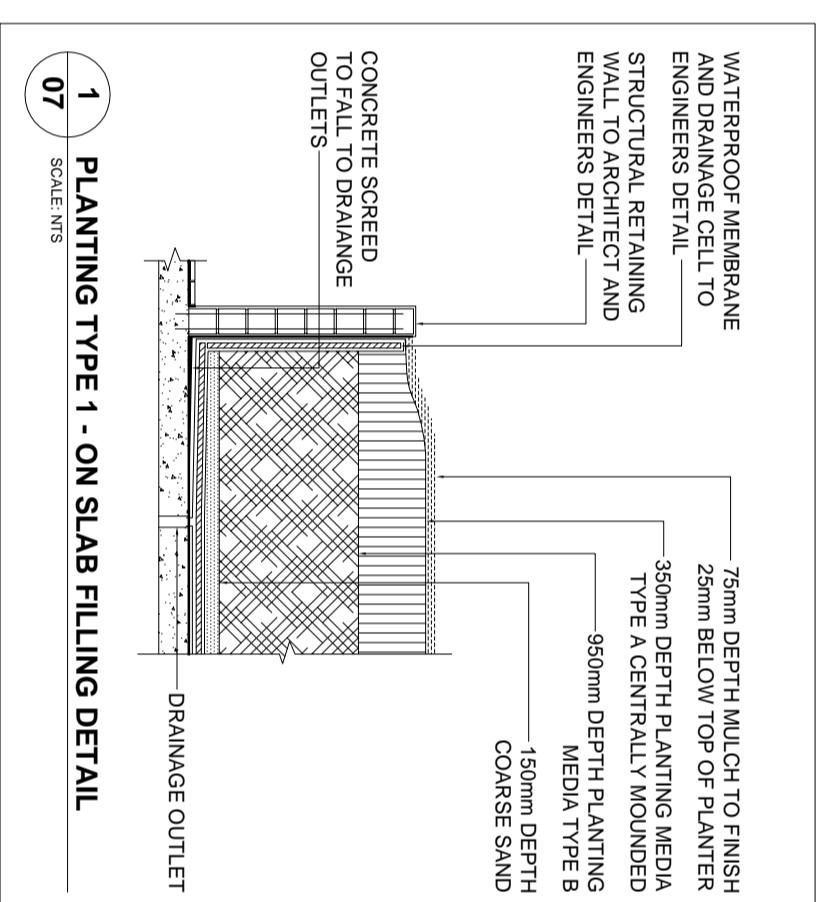 WATERPROOF MEMBRANE
AND DRAINAGE CELL TO
ENGINEERS DETAIL
STRUCTURAL RETAINING
WALL TO ARCHITECT AND
ENGINEERS DETAIL
CONCRETE SCREED
TO FALL TO DRAIANGE
OUTLETS
75mm DEPTH MULCH TO FINISH
25mm BELOW TOP OF PLANTER
350mm DEPTH PLANTING MEDIA
TYPE A CENTRALLY MOUNDED
950mm DEPTH PLANTING
MEDIA TYPE B
150mm DEPTH
COARSE SAND
DRAINAGE OUTLET
1
07
PLANTING TYPE 1 - ON SLAB FILLING DETAIL
SCALE: NTS